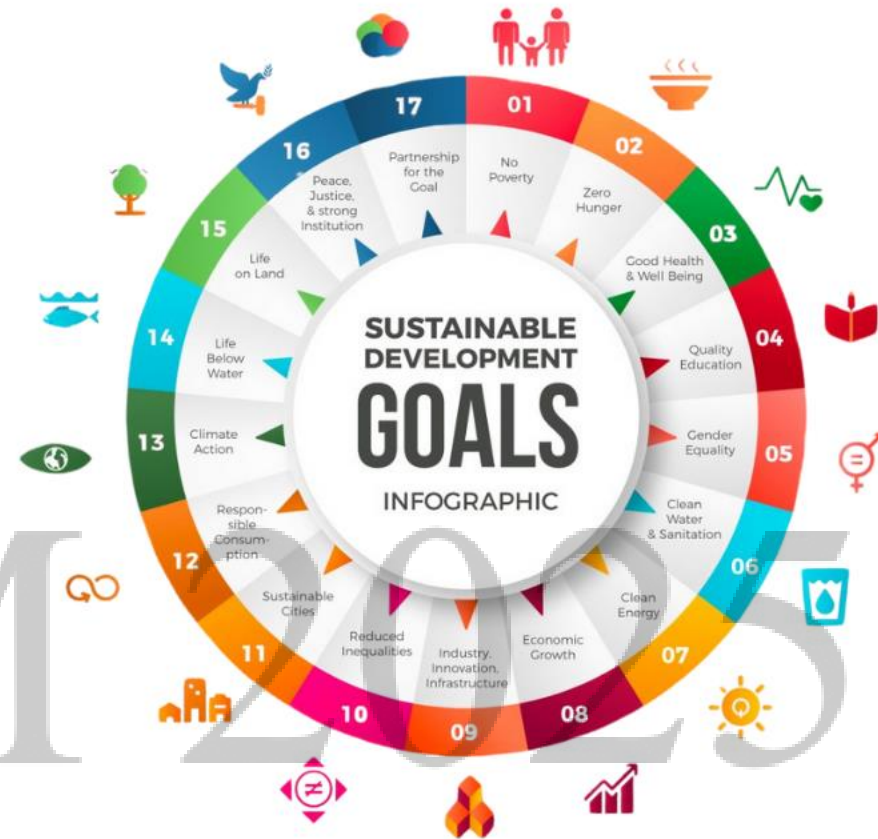 SUSTAINABLE
DEVELOPMENT
GOALS
INFOGRAPHIC
01
No
Poverty
02
Zero
Hunger
03
Good Health
& Well Being
04
Quality
Education
05
Gender
Equality
06
Clean
Water
& Sanitation
07
Clean
Energy
08
Economic
Growth
09
Industry,
Innovation,
Infrastructure
10
Reduced
Inequalities
11
Sustainable
Cities
12
Respon-
sible
Consum-
ption
13
Climate
Action
14
Life
Below
Water
15
Life
on Land
16
Peace,
Justice,
& strong
Institution
17
Partnership
for the
Goal
2025